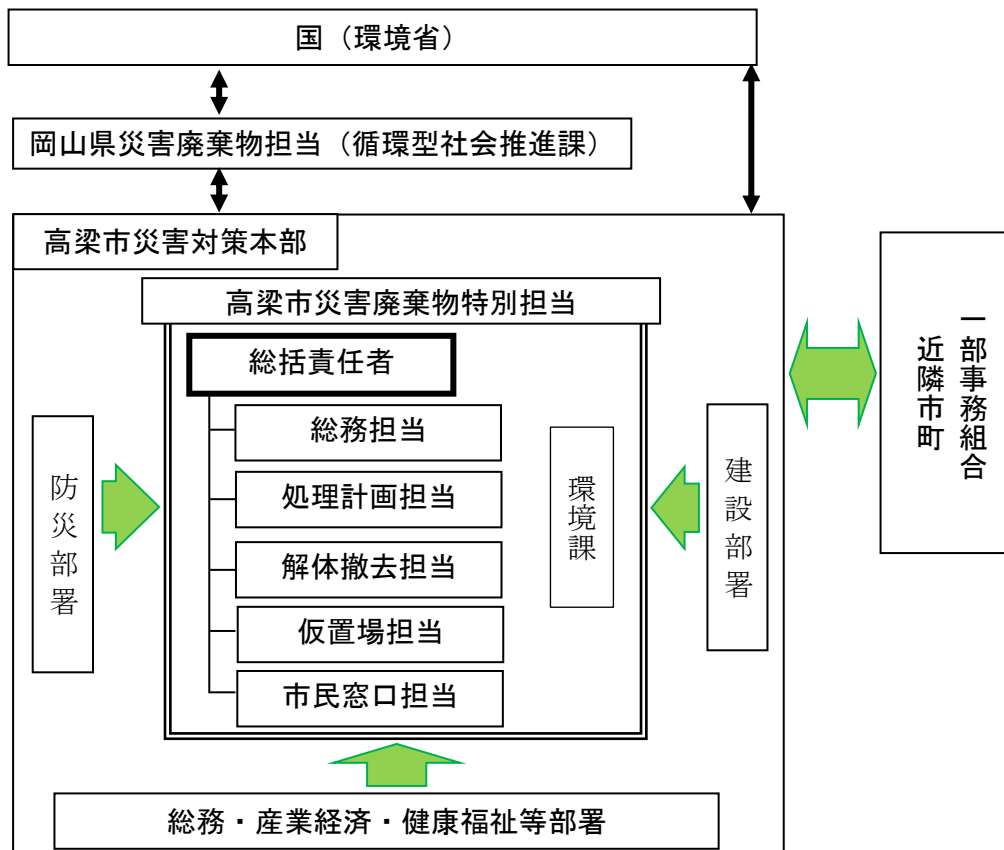 国（環境省）
岡山県災害廃棄物担当（循環型社会推進課）
高梁市災害対策本部
高梁市災害廃棄物特別担当
総括責任者
総務担当
処理計画担当
解体撤去担当
仮置場担当
市民窓口担当
環境課
防災部署
建設部署
総務・産業経済・健康福祉等部署
一部事務組合
近隣市町